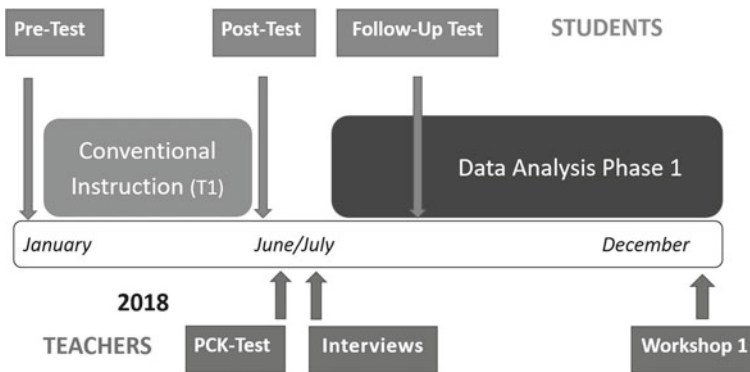 Pre-Test
Post-Test
Follow-Up Test
STUDENTS
Conventional
Instruction (T1)
Data Analysis Phase 1
January
June/July
December
2018
TEACHERS
PCK-Test
Interviews
Workshop 1